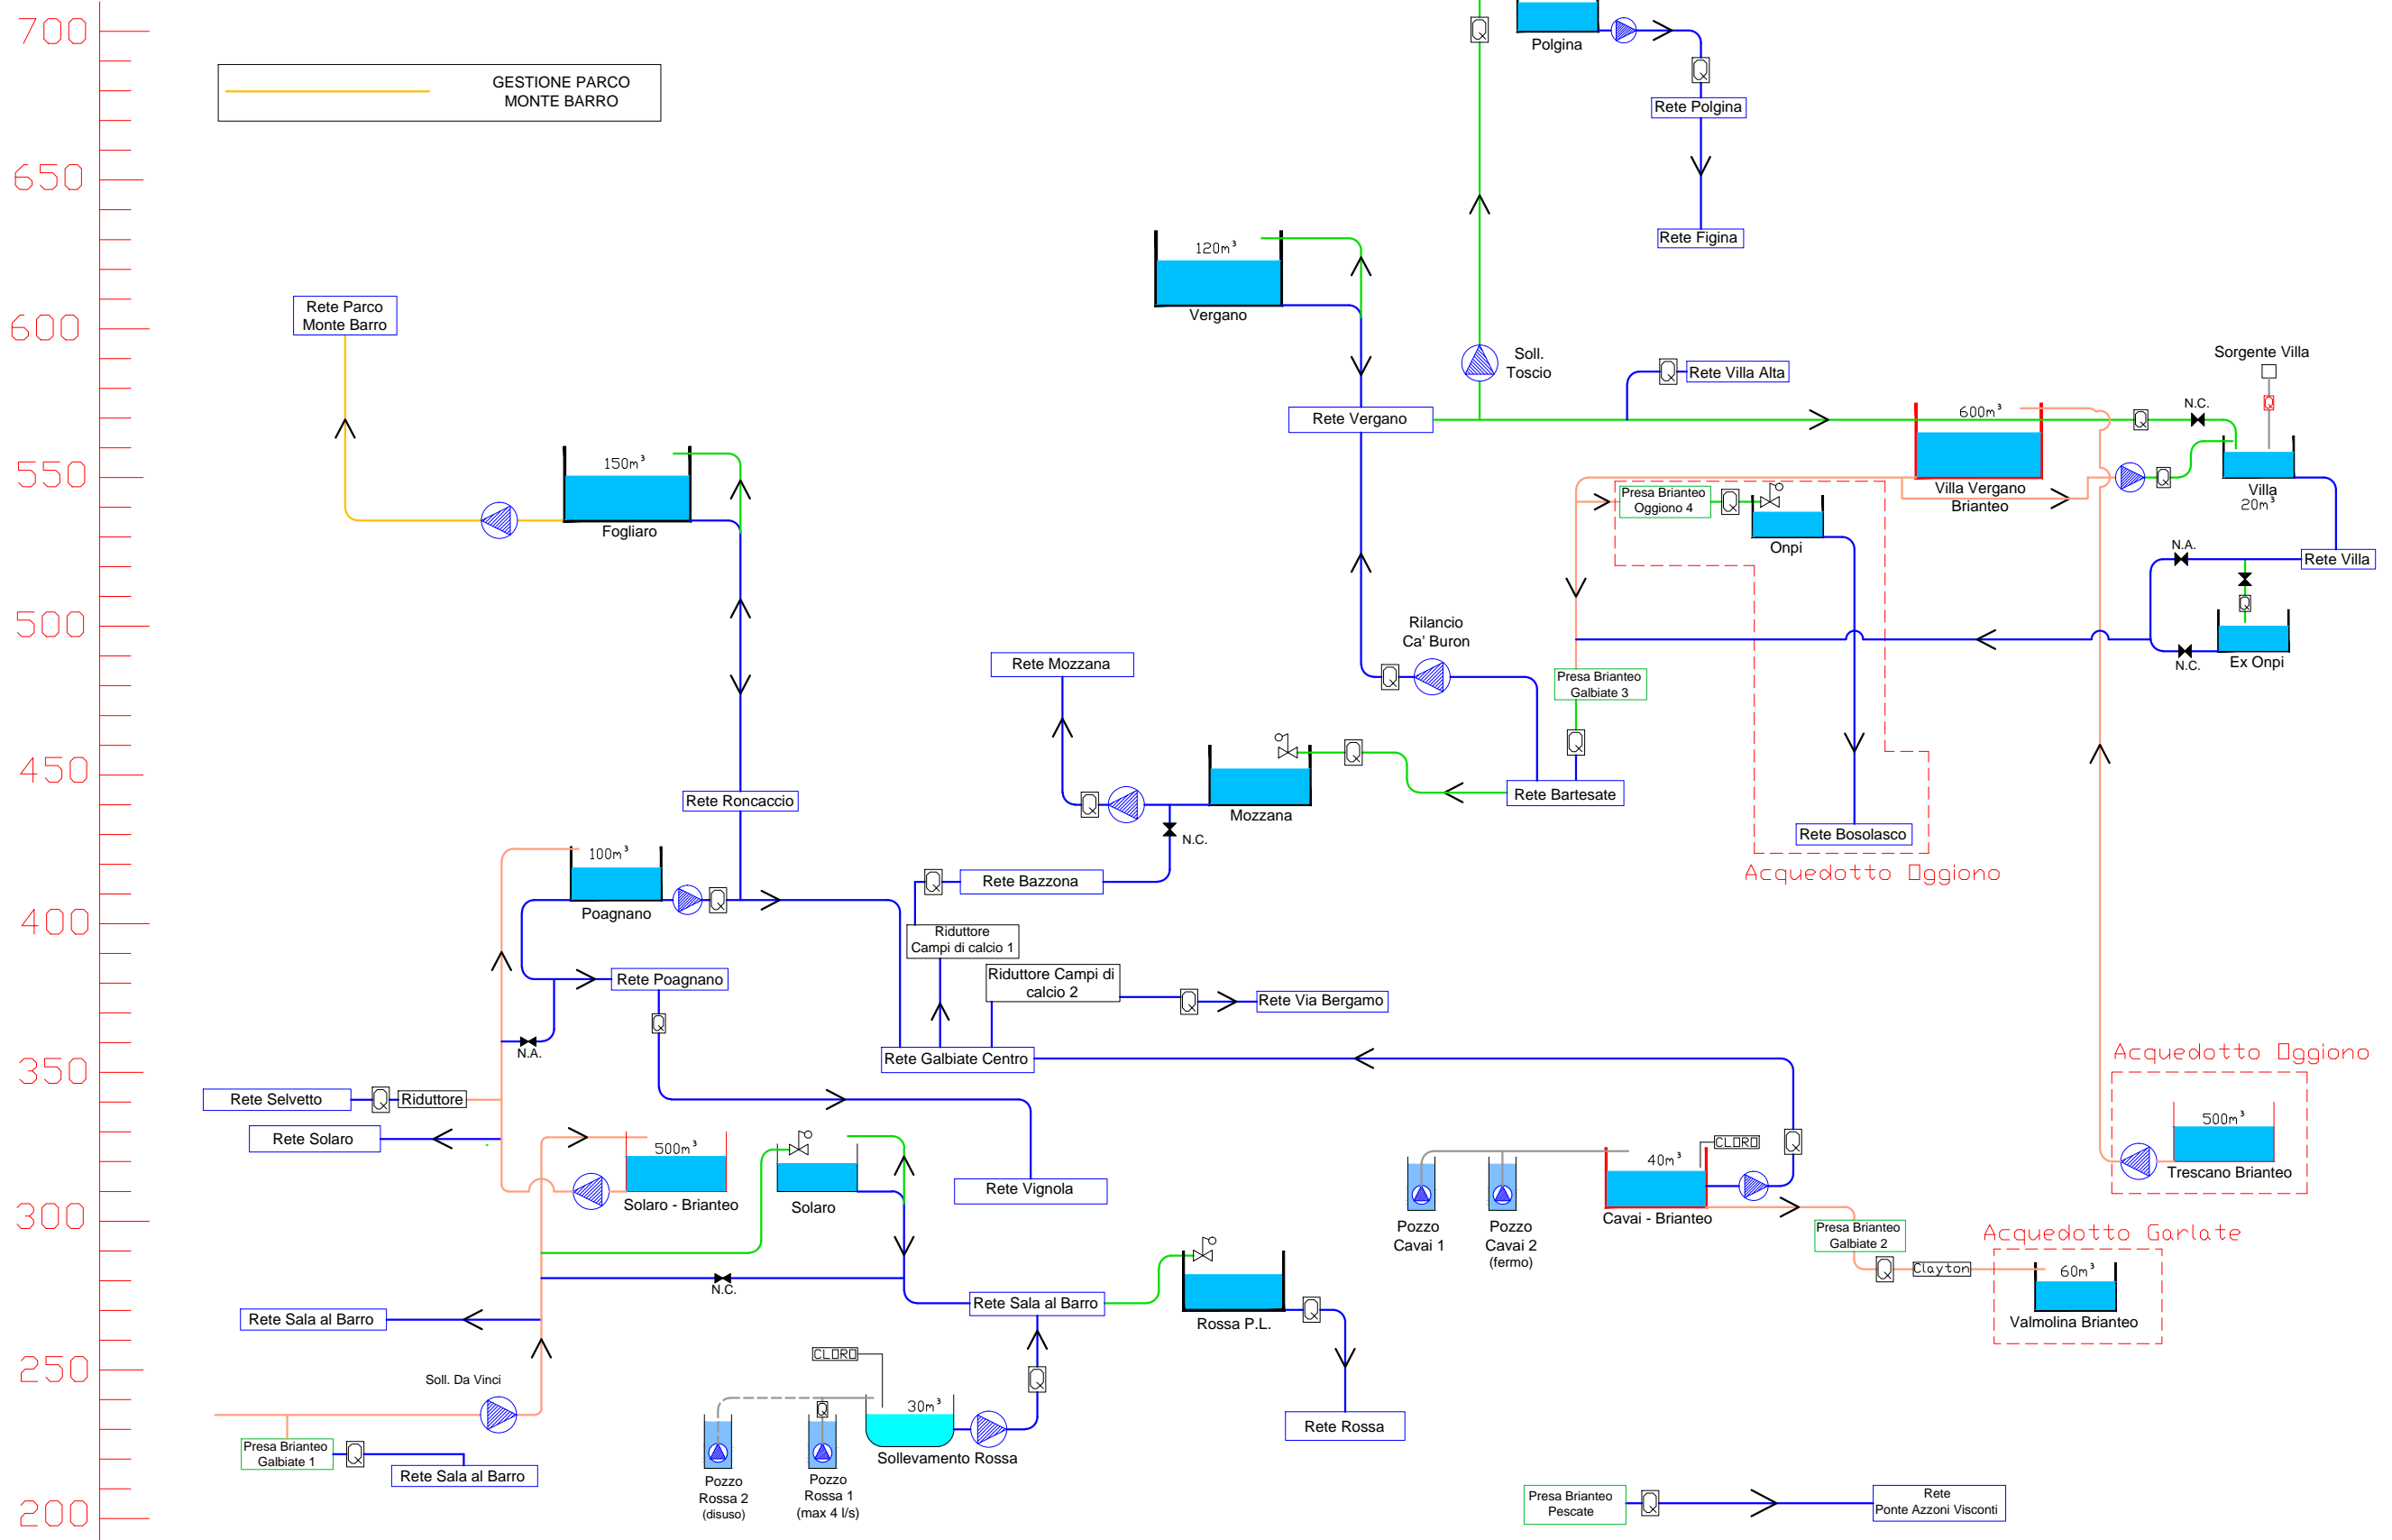 700
650
600
550
500
450
400
350
300
250
200
GESTIONE PARCO
MONTE BARRO
Q
Polgina
Q
Rete Polgina
Rete Figina
120m³
Vergano
Rete Parco
Monte Barro
150m³
Fogliaro
Soll.
Toscio
Q
Rete Villa Alta
Rete Vergano
600m³
Villa Vergano
Brianteo
Q
N.C.
Sorgente Villa
Q
Q
Villa
20m³
Presa Brianteo
Oggiono 4
Q
Onpi
N.A.
Rete Villa
Q
N.C.
Ex Onpi
Rilancio
Ca' Buron
Q
Rete Mozzana
Presa Brianteo
Galbiate 3
Q
Q
Mozzana
Q
N.C.
Rete Bartesate
Rete Bosolasco
Acquedotto Oggiono
Rete Roncaccio
100m³
Poagnano
Q
Q
Rete Bazzona
Riduttore
Campi di calcio 1
Riduttore Campi di
calcio 2
Q
Rete Via Bergamo
Rete Poagnano
Q
N.A.
Rete Galbiate Centro
Rete Selvetto
Q
Riduttore
Rete Solaro
500m³
Solaro - Brianteo
Solaro
Rete Vignola
Pozzo
Cavai 1
Pozzo
Cavai 2
(fermo)
40m³
CLORO
Cavai - Brianteo
Q
Acquedotto Oggiono
500m³
Trescano Brianteo
Presa Brianteo
Galbiate 2
Q
Clayton
Acquedotto Garlate
60m³
Valmolina Brianteo
N.C.
Rete Sala al Barro
Rete Sala al Barro
Rossa P.L.
Q
Rete Rossa
Soll. Da Vinci
Presa Brianteo
Galbiate 1
Q
Rete Sala al Barro
CLORO
Q
30m³
Sollevamento Rossa
Q
Pozzo
Rossa 2
(disuso)
Pozzo
Rossa 1
(max 4 l/s)
Presa Brianteo
Pescate
Q
Rete
Ponte Azzoni Visconti